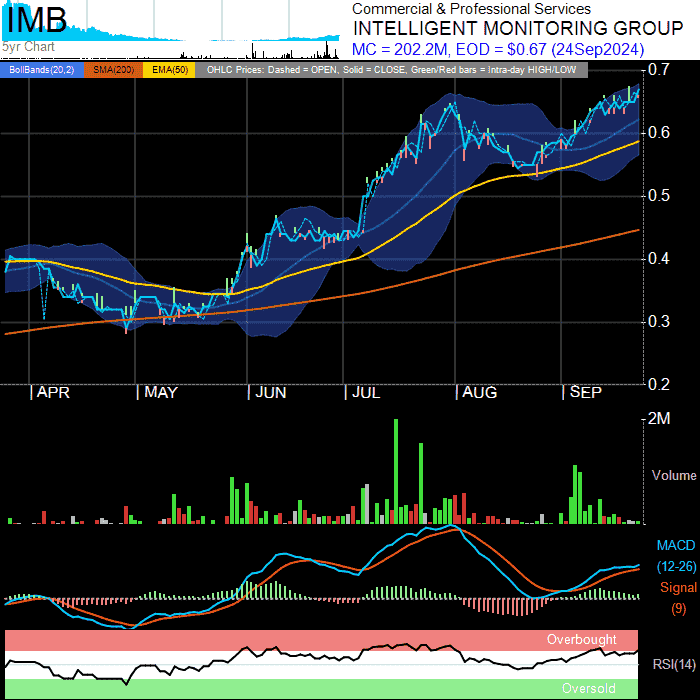 IMB
5yr Chart
Commercial & Professional Services
INTELLIGENT MONITORING GROUP
MC = 202.2M, EOD = $0.67 (24Sep2024)
BollBands(20,2) SMA(200) EMA(50) OHLC Prices: Dashed = OPEN, Solid = CLOSE, Green/Red bars = Intra-day HIGH/LOW
0.7
0.6
0.5
0.4
0.3
0.2
APR MAY JUN JUL AUG SEP
2M
Volume
MACD
(12-26)
Signal
(9)
Overbought
RSI(14)
Oversold